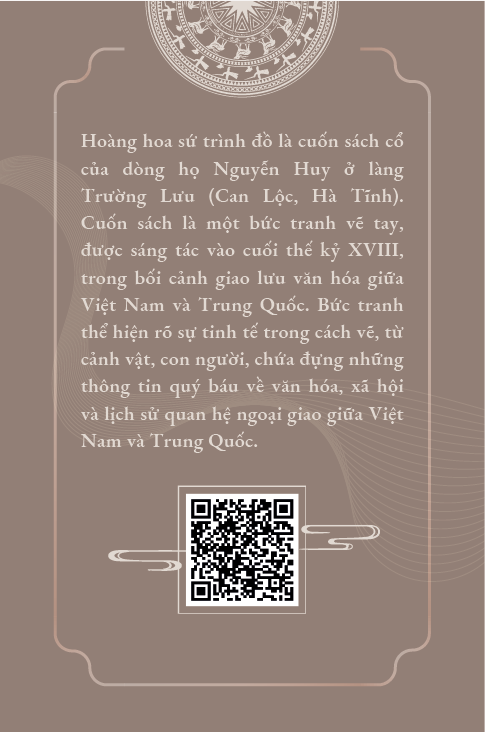 Hoàng hoa sứ trình đồ là cuốn sách cổ
của dòng họ Nguyễn Huy ở làng
Trường Lưu (Can Lộc, Hà Tĩnh).
Cuốn sách là một bức tranh vẽ tay,
được sáng tác vào cuối thế kỷ XVIII,
trong bối cảnh giao lưu văn hóa giữa
Việt Nam và Trung Quốc. Bức tranh
thể hiện rõ sự tinh tế trong cách vẽ, từ
cảnh vật, con người, chứa đựng những
thông tin quý báu về văn hóa, xã hội
và lịch sử quan hệ ngoại giao giữa Việt
Nam và Trung Quốc.